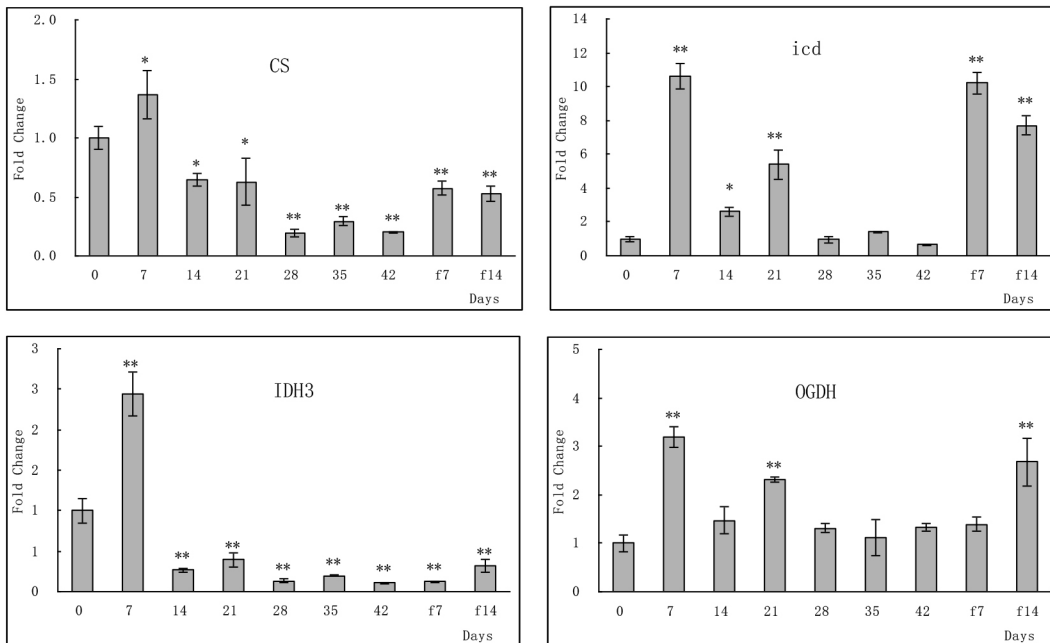 CS
Fold Change
2.0
1.5
1.0
0.5
0.0
* * * ** ** ** ** **
0 7 14 21 28 35 42 f7 f14
Days
icd
Fold Change
14
12
10
8
6
4
2
0
** * ** ** **
0 7 14 21 28 35 42 f7 f14
Days
IDH3
Fold Change
3
3
2
2
1
1
0
** ** ** ** ** ** ** **
0 7 14 21 28 35 42 f7 f14
Days
OGDH
Fold Change
5
4
3
2
1
0
** ** **
0 7 14 21 28 35 42 f7 f14
Days